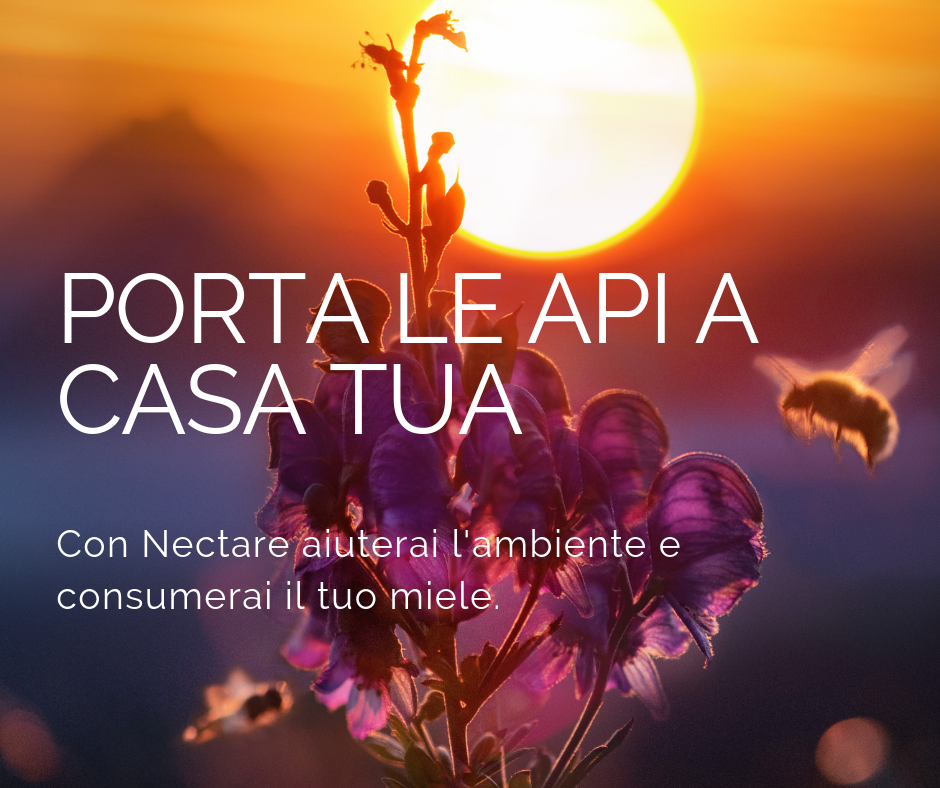 PORTA LE API A
CASA TUA
Con Nectare aiuterai l'ambiente e
consumerai il tuo miele.